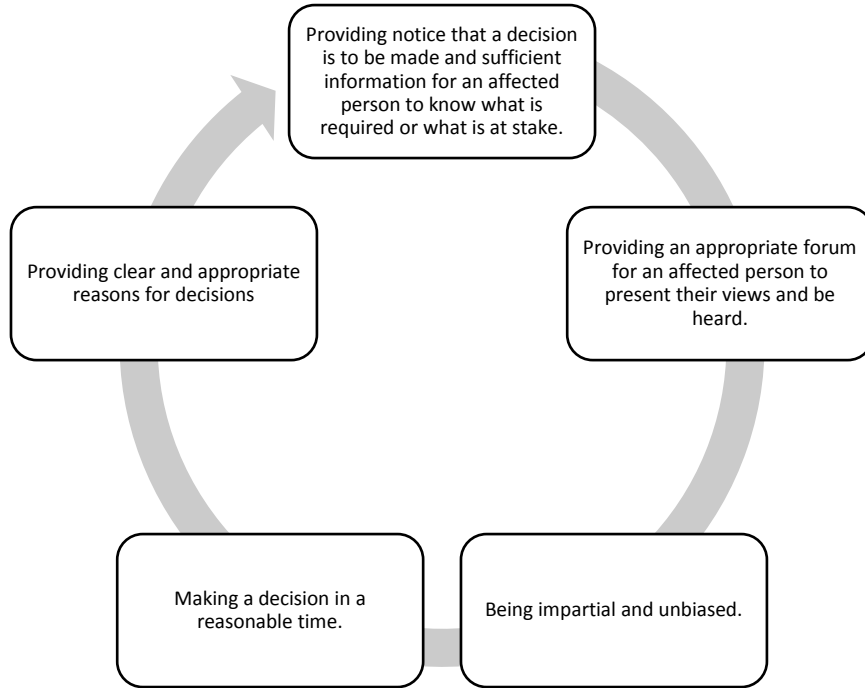 Providing notice that a decision
is to be made and sufficient
information for an affected
person to know what is
required or what is at stake.
Providing an appropriate forum
for an affected person to
present their views and be
heard.
Being impartial and unbiased.
Making a decision in a
reasonable time.
Providing clear and appropriate
reasons for decisions